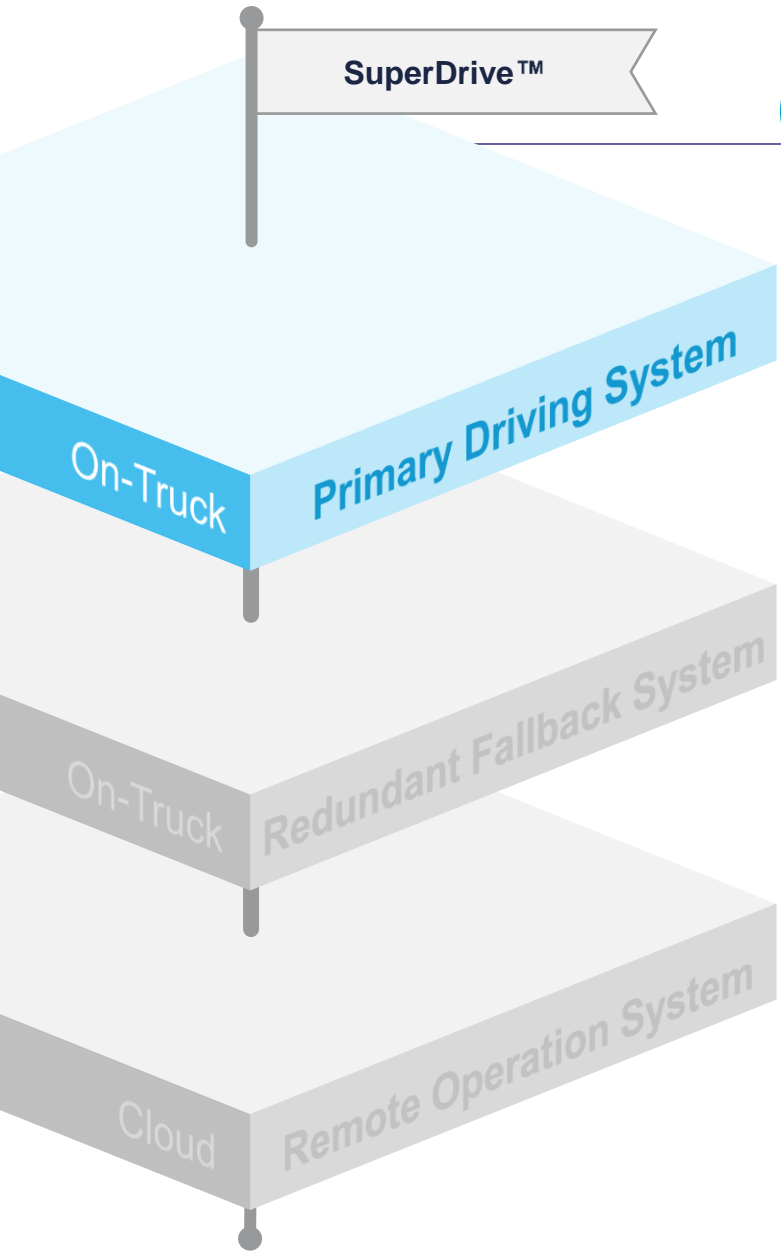 SuperDrive™
On-Truck
Primary Driving System
On-Truck
Redundant Fallback System
Cloud
Remote Operation System